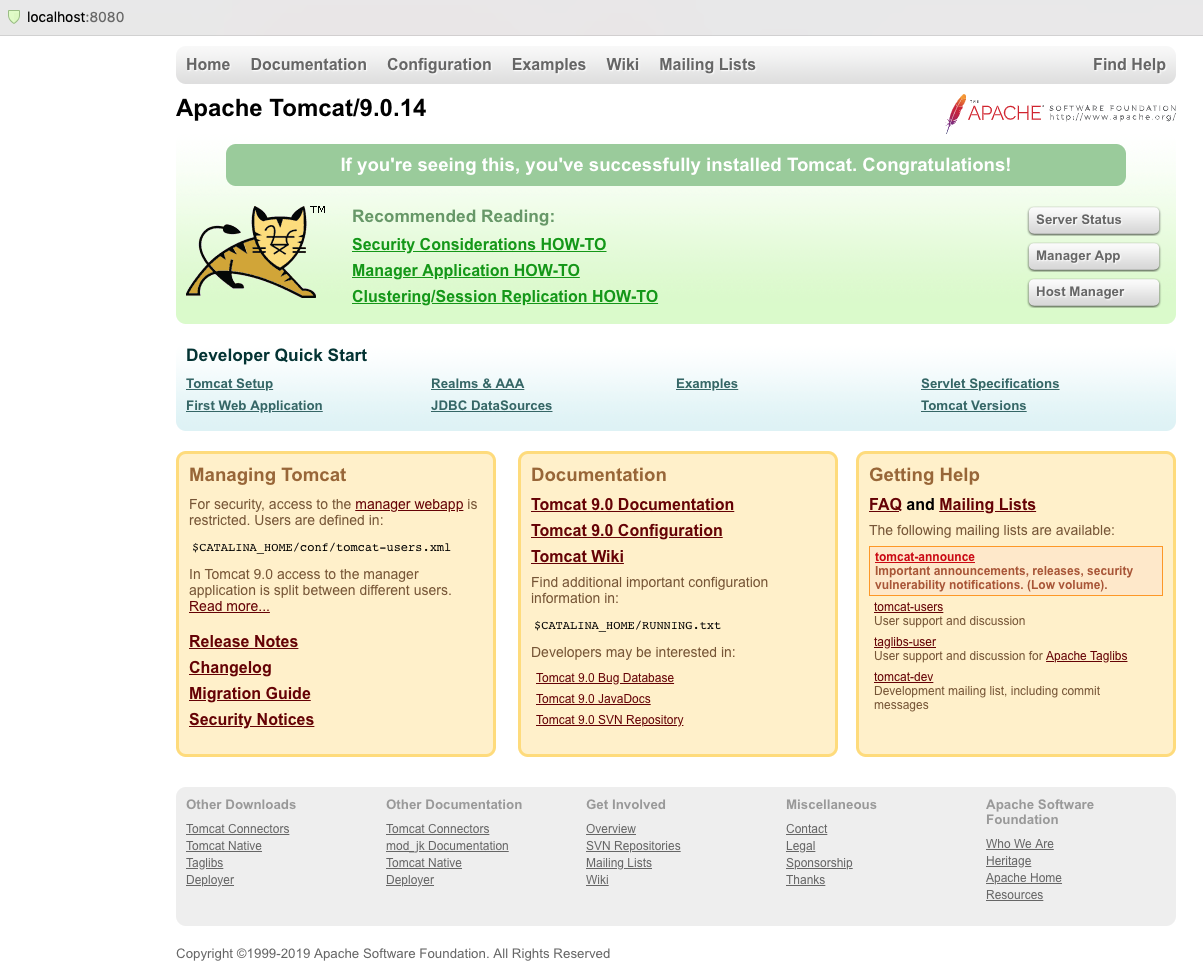 localhost:8080
Home Documentation Configuration Examples Wiki Mailing Lists Find Help
Apache Tomcat/9.0.14
THE APACHE SOFTWARE FOUNDATION
http://www.apache.org/
If you're seeing this, you've successfully installed Tomcat. Congratulations!
TM
Recommended Reading:
Security Considerations HOW-TO
Manager Application HOW-TO
Clustering/Session Replication HOW-TO
Server Status
Manager App
Host Manager
Developer Quick Start
Tomcat Setup
First Web Application
Realms & AAA
JDBC DataSources
Examples
Servlet Specifications
Tomcat Versions
Managing Tomcat
For security, access to the manager webapp is
restricted. Users are defined in:
$CATALINA_HOME/conf/tomcat-users.xml
In Tomcat 9.0 access to the manager
application is split between different users.
Read more...
Release Notes
Changelog
Migration Guide
Security Notices
Documentation
Tomcat 9.0 Documentation
Tomcat 9.0 Configuration
Tomcat Wiki
Find additional important configuration
information in:
$CATALINA_HOME/RUNNING.txt
Developers may be interested in:
Tomcat 9.0 Bug Database
Tomcat 9.0 JavaDocs
Tomcat 9.0 SVN Repository
Getting Help
FAQ and Mailing Lists
The following mailing lists are available:
tomcat-announce
Important announcements, releases, security
vulnerability notifications. (Low volume).
tomcat-users
User support and discussion
taglibs-user
User support and discussion for Apache Taglibs
tomcat-dev
Development mailing list, including commit
messages
Other Downloads
Tomcat Connectors
Tomcat Native
Taglibs
Deployer
Other Documentation
Tomcat Connectors
mod_jk Documentation
Tomcat Native
Deployer
Get Involved
Overview
SVN Repositories
Mailing Lists
Wiki
Miscellaneous
Contact
Legal
Sponsorship
Thanks
Apache Software
Foundation
Who We Are
Heritage
Apache Home
Resources
Copyright ©1999-2019 Apache Software Foundation. All Rights Reserved